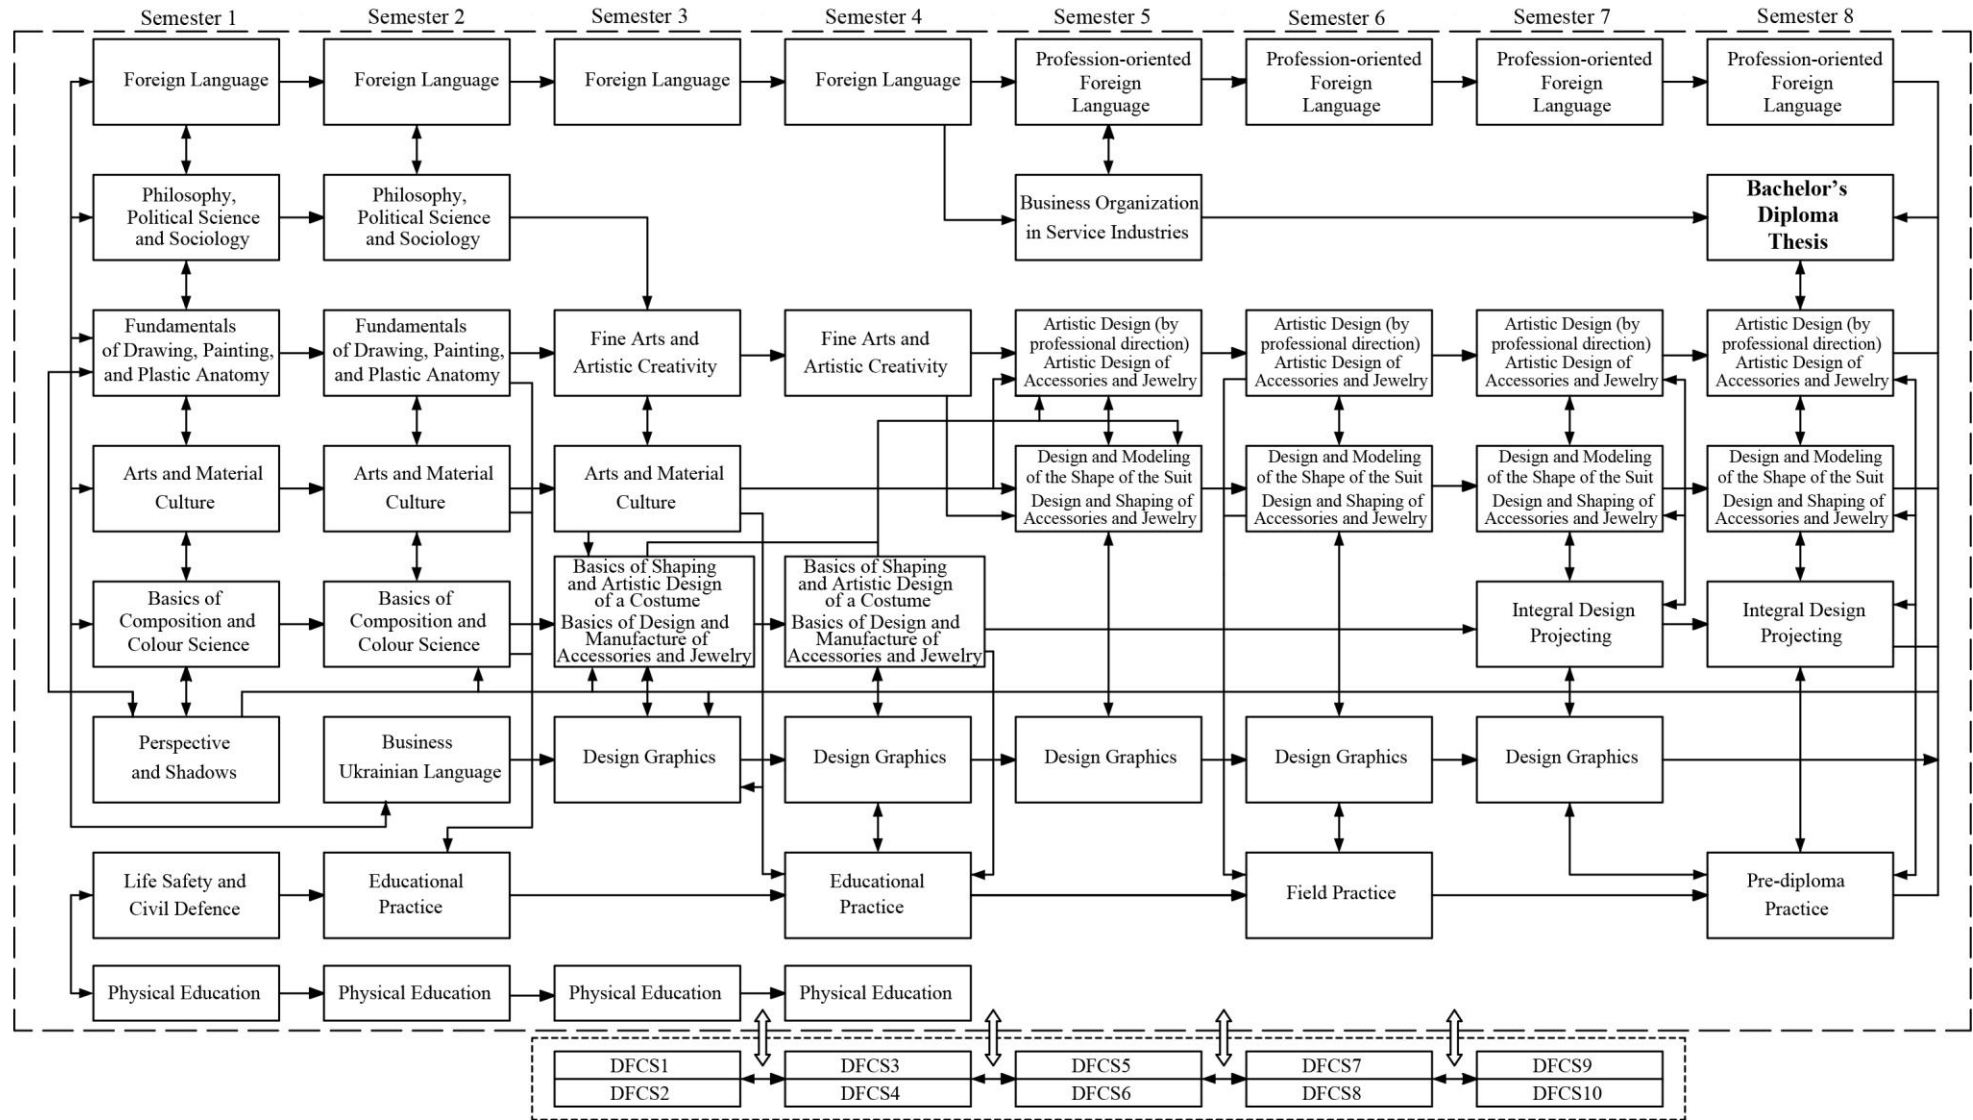 Semester 1
Semester 2
Semester 3
Semester 4
Semester 5
Semester 6
Semester 7
Semester 8
Foreign Language
Foreign Language
Foreign Language
Foreign Language
Profession-oriented
Foreign
Language
Profession-oriented
Foreign
Language
Profession-oriented
Foreign
Language
Profession-oriented
Foreign
Language
Philosophy,
Political Science
and Sociology
Philosophy,
Political Science
and Sociology
Business Organization
in Service Industries
Bachelor’s
Diploma
Thesis
Fundamentals
of Drawing, Painting,
and Plastic Anatomy
Fundamentals
of Drawing, Painting,
and Plastic Anatomy
Fine Arts and
Artistic Creativity
Fine Arts and
Artistic Creativity
Artistic Design (by
professional direction)
Artistic Design of
Accessories and Jewelry
Artistic Design (by
professional direction)
Artistic Design of
Accessories and Jewelry
Artistic Design (by
professional direction)
Artistic Design of
Accessories and Jewelry
Artistic Design (by
professional direction)
Artistic Design of
Accessories and Jewelry
Arts and Material
Culture
Arts and Material
Culture
Arts and Material
Culture
Design and Modeling
of the Shape of the Suit
Design and Shaping of
Accessories and Jewelry
Design and Modeling
of the Shape of the Suit
Design and Shaping of
Accessories and Jewelry
Design and Modeling
of the Shape of the Suit
Design and Shaping of
Accessories and Jewelry
Design and Modeling
of the Shape of the Suit
Design and Shaping of
Accessories and Jewelry
Basics of
Composition and
Colour Science
Basics of
Composition and
Colour Science
Basics of Shaping
and Artistic Design
of a Costume
Basics of Design and
Manufacture of
Accessories and Jewelry
Basics of Shaping
and Artistic Design
of a Costume
Basics of Design and
Manufacture of
Accessories and Jewelry
Integral Design
Projecting
Integral Design
Projecting
Perspective
and Shadows
Business
Ukrainian Language
Design Graphics
Design Graphics
Design Graphics
Design Graphics
Design Graphics
Life Safety and
Civil Defence
Educational
Practice
Educational
Practice
Field Practice
Pre-diploma
Practice
Physical Education
Physical Education
Physical Education
Physical Education
DFCS1
DFCS2
DFCS3
DFCS4
DFCS5
DFCS6
DFCS7
DFCS8
DFCS9
DFCS10